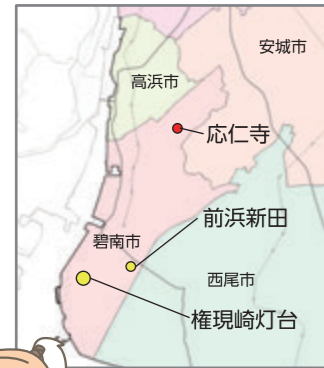 安城市
高浜市
応仁寺
前浜新田
碧南市
西尾市
権現崎灯台